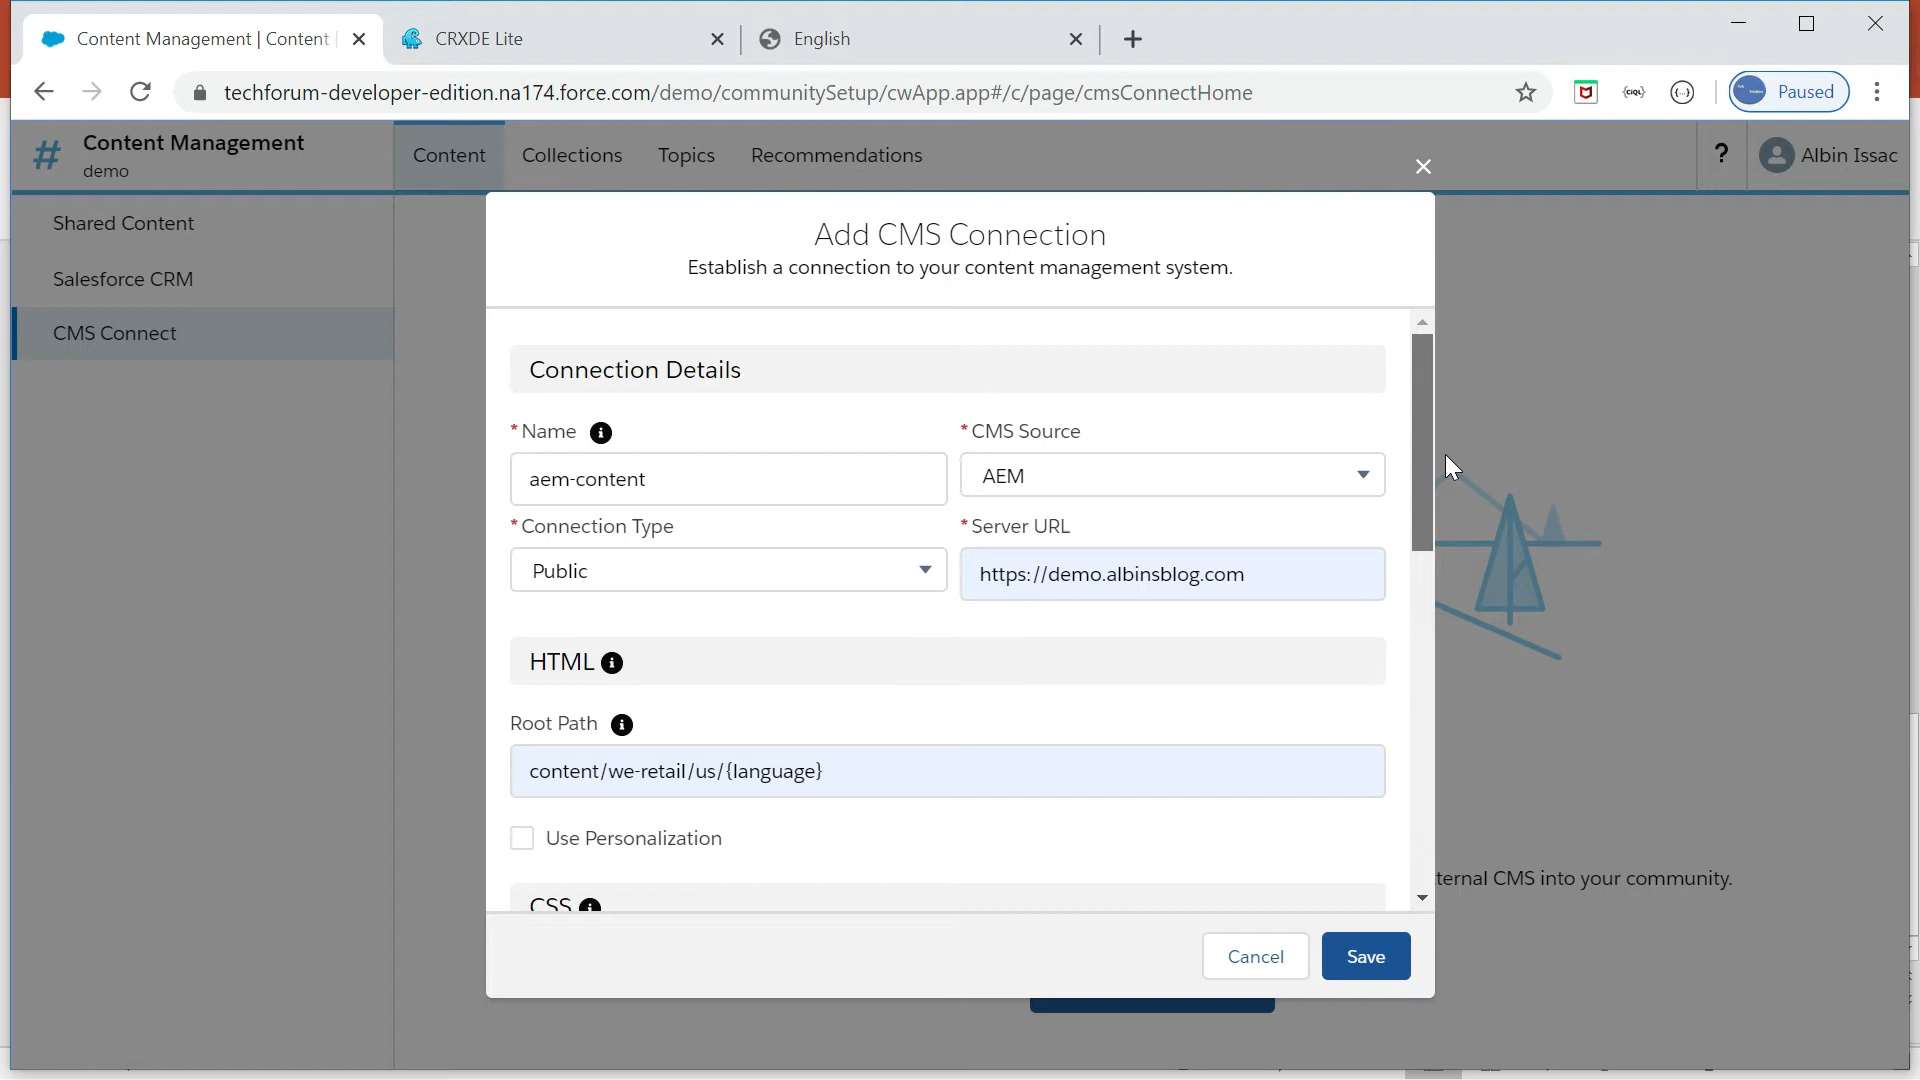 Content Management | Content
CRXDE Lite
English
techforum-developer-edition.na174.force.com/demo/communitySetup/cwApp.app#/c/page/cmsConnectHome
Paused
Content Management
demo
Content
Collections
Topics
Recommendations
?
Albin Issac
Shared Content
Salesforce CRM
CMS Connect
Add CMS Connection
Establish a connection to your content management system.
Connection Details
*Name
*CMS Source
aem-content
AEM
*Connection Type
*Server URL
Public
https://demo.albinsblog.com
HTML
Root Path
content/we-retail/us/{language}
Use Personalization
CSS
ternal CMS into your community.
Cancel
Save